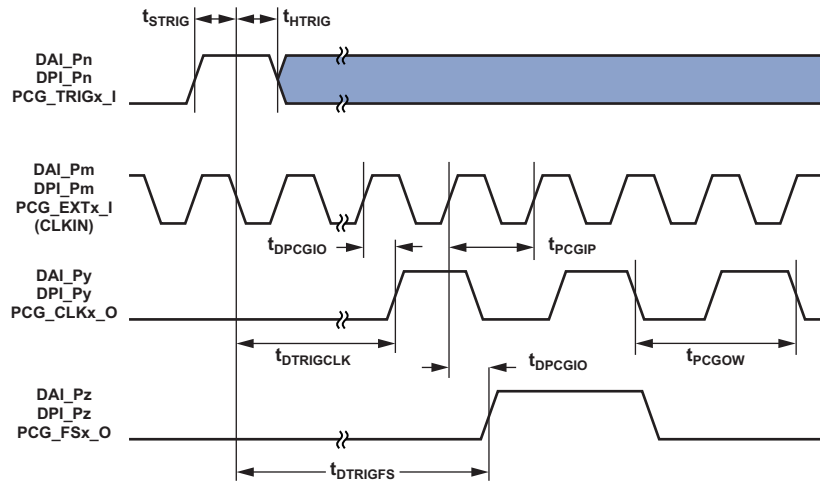 tSTRIG
tHTRIG
DAI_Pn
DPI_Pn
PCG_TRIGx_I
DAI_Pm
DPI_Pm
PCG_EXTx_I
(CLKIN)
tDPCGIO
tPCGIP
DAI_Py
DPI_Py
PCG_CLKx_O
tDTRIGCLK
tDPCGIO
tPCGOW
DAI_Pz
DPI_Pz
PCG_FSx_O
tDTRIGFS